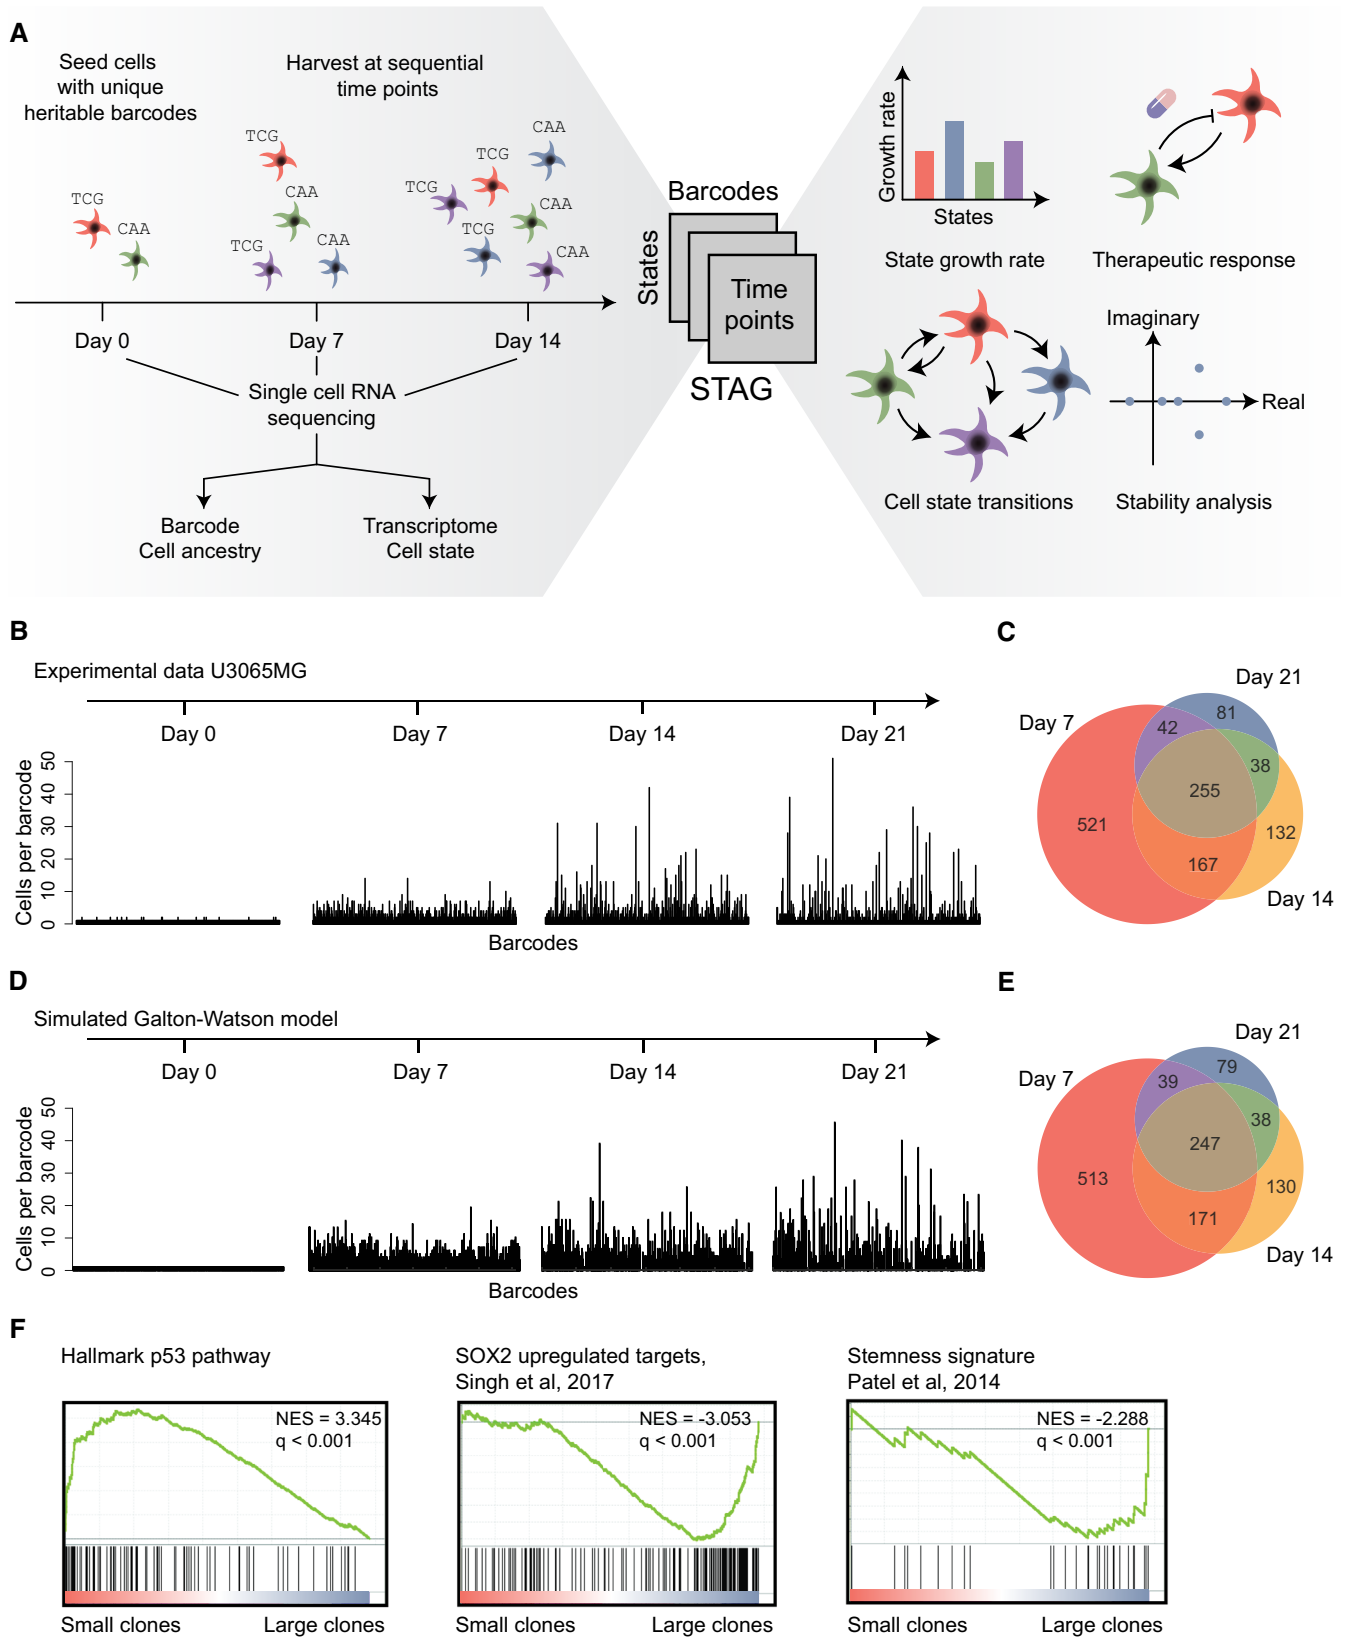 A
Seed cells
with unique
heritable barcodes
Harvest at sequential
time points
TCG
CAA
TCG
CAA
TCG
CAA
CAA
TCG
TCG
CAA
TCG
CAA
Day 0
Day 7
Day 14
Single cell RNA
sequencing
Barcode
Cell ancestry
Transcriptome
Cell state
Barcodes
States
Time
points
STAG
Growth rate
States
State growth rate
Therapeutic response
Cell state transitions
Imaginary
Real
Stability analysis
B
Experimental data U3065MG
Day 0
Day 7
Day 14
Day 21
Cells per barcode
50
40
30
20
10
0
Barcodes
C
Day 21
Day 7
81
42
38
255
521
132
167
Day 14
D
Simulated Galton-Watson model
Day 0
Day 7
Day 14
Day 21
Cells per barcode
50
40
30
20
10
0
Barcodes
E
Day 21
Day 7
79
39
38
247
513
130
171
Day 14
F
Hallmark p53 pathway
NES = 3.345
q < 0.001
Small clones
Large clones
SOX2 upregulated targets,
Singh et al, 2017
NES = -3.053
q < 0.001
Small clones
Large clones
Stemness signature
Patel et al, 2014
NES = -2.288
q < 0.001
Small clones
Large clones